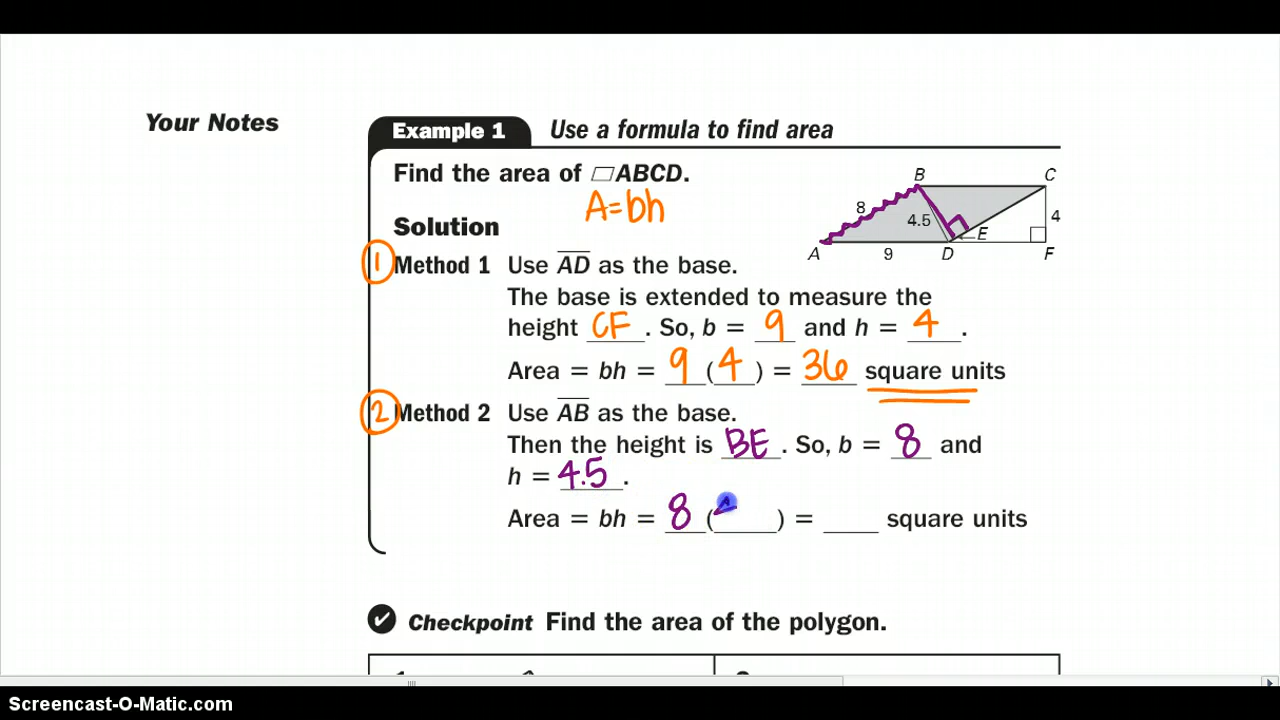 Your Notes
Example 1 Use a formula to find area
Find the area of ▱ABCD.
A=bh
Solution
B
C
8
4.5
4
E
A
9
D
F
1 Method 1 Use AD as the base.
The base is extended to measure the
height CF. So, b = 9 and h = 4.
Area = bh = 9 (4) = 36 square units
2 Method 2 Use AB as the base.
Then the height is BE. So, b = 8 and
h = 4.5.
Area = bh = 8 ( ) = ___ square units
✔ Checkpoint Find the area of the polygon.
Screencast-O-Matic.com